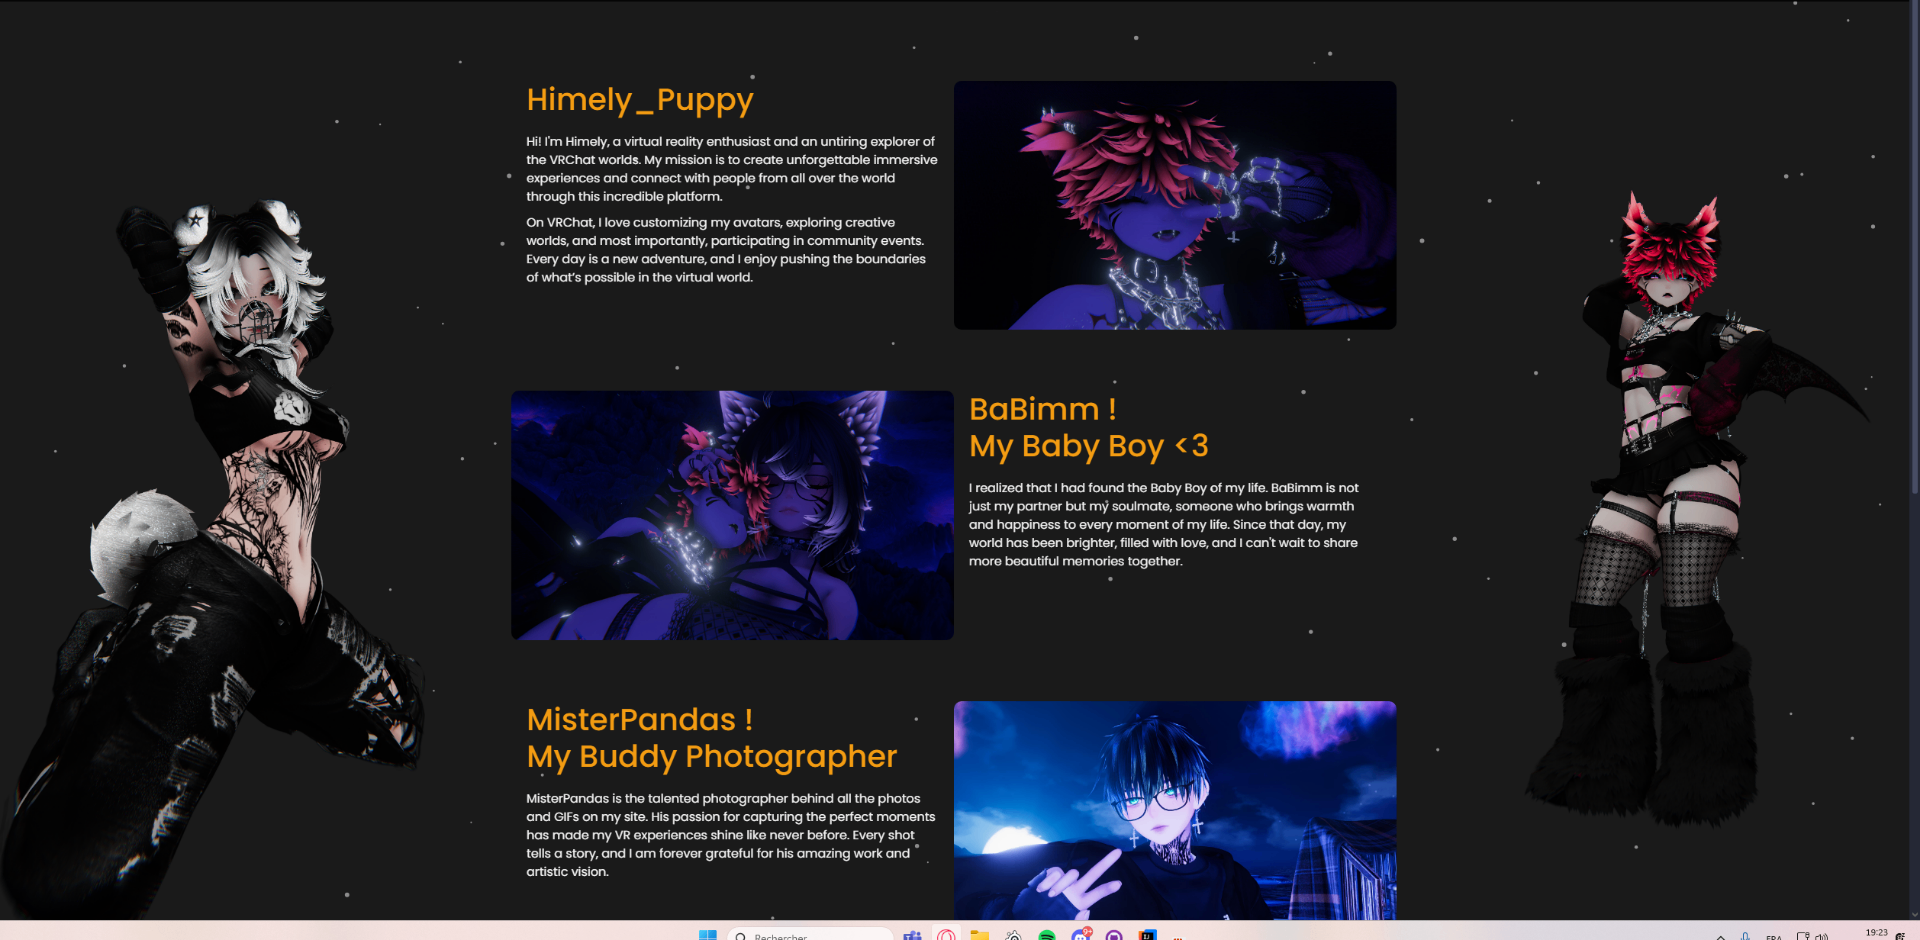 Himely_Puppy
Hi! I'm Himely, a virtual reality enthusiast and an untiring explorer of
the VRChat worlds. My mission is to create unforgettable immersive
experiences and connect with people from all over the world
through this incredible platform.
On VRChat, I love customizing my avatars, exploring creative
worlds, and most importantly, participating in community events.
Every day is a new adventure, and I enjoy pushing the boundaries
of what's possible in the virtual world.
BaBimm !
My Baby Boy <3
I realized that I had found the Baby Boy of my life. BaBimm is not
just my partner but my soulmate, someone who brings warmth
and happiness to every moment of my life. Since that day, my
world has been brighter, filled with love, and I can't wait to share
more beautiful memories together.
MisterPandas !
My Buddy Photographer
MisterPandas is the talented photographer behind all the photos
and GIFs on my site. His passion for capturing the perfect moments
has made my VR experiences shine like never before. Every shot
tells a story, and I am forever grateful for his amazing work and
artistic vision.
Rechercher
9+
FRA
19:23